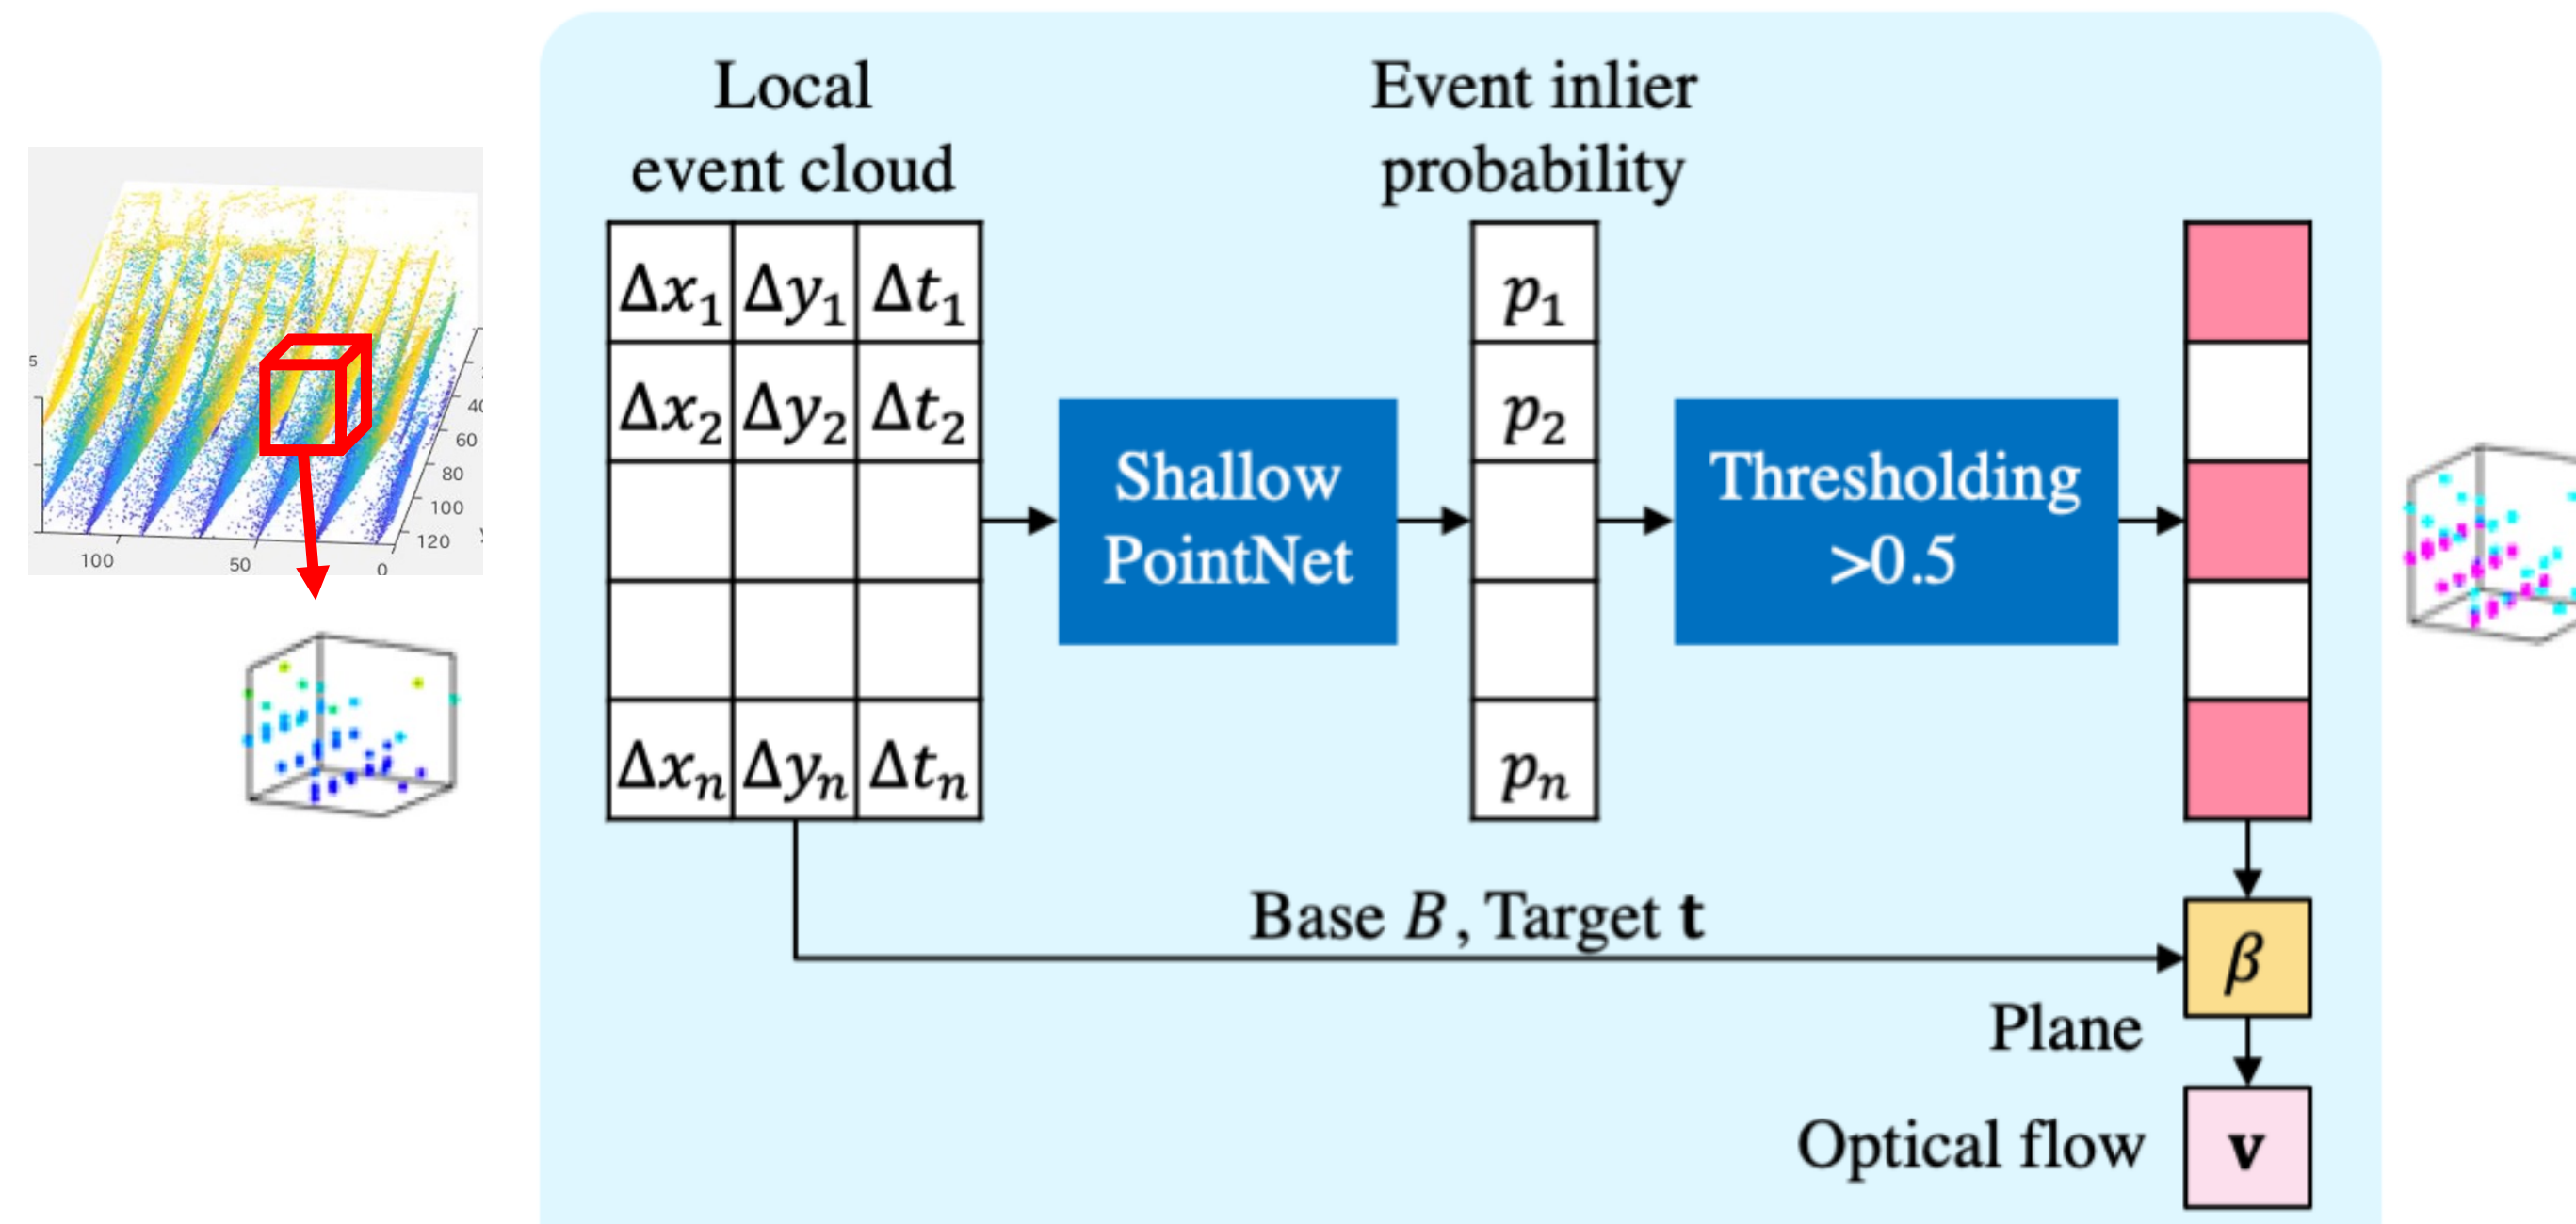 Local
event cloud
Event inlier
probability
Δx₁ Δy₁ Δt₁
Δx₂ Δy₂ Δt₂
Δxₙ Δyₙ Δtₙ
Shallow
PointNet
p₁
p₂
pₙ
Thresholding
>0.5
Base B, Target t
β
Plane
Optical flow
v
5
40
60
80
100
120
100
50
0